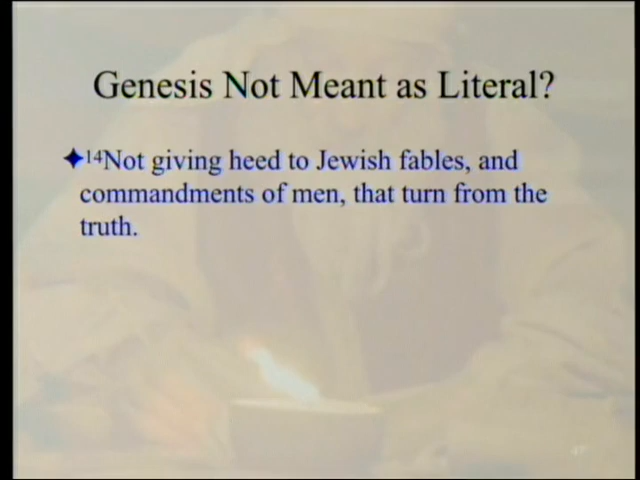 Genesis Not Meant as Literal?
✦¹⁴Not giving heed to Jewish fables, and
commandments of men, that turn from the
truth.